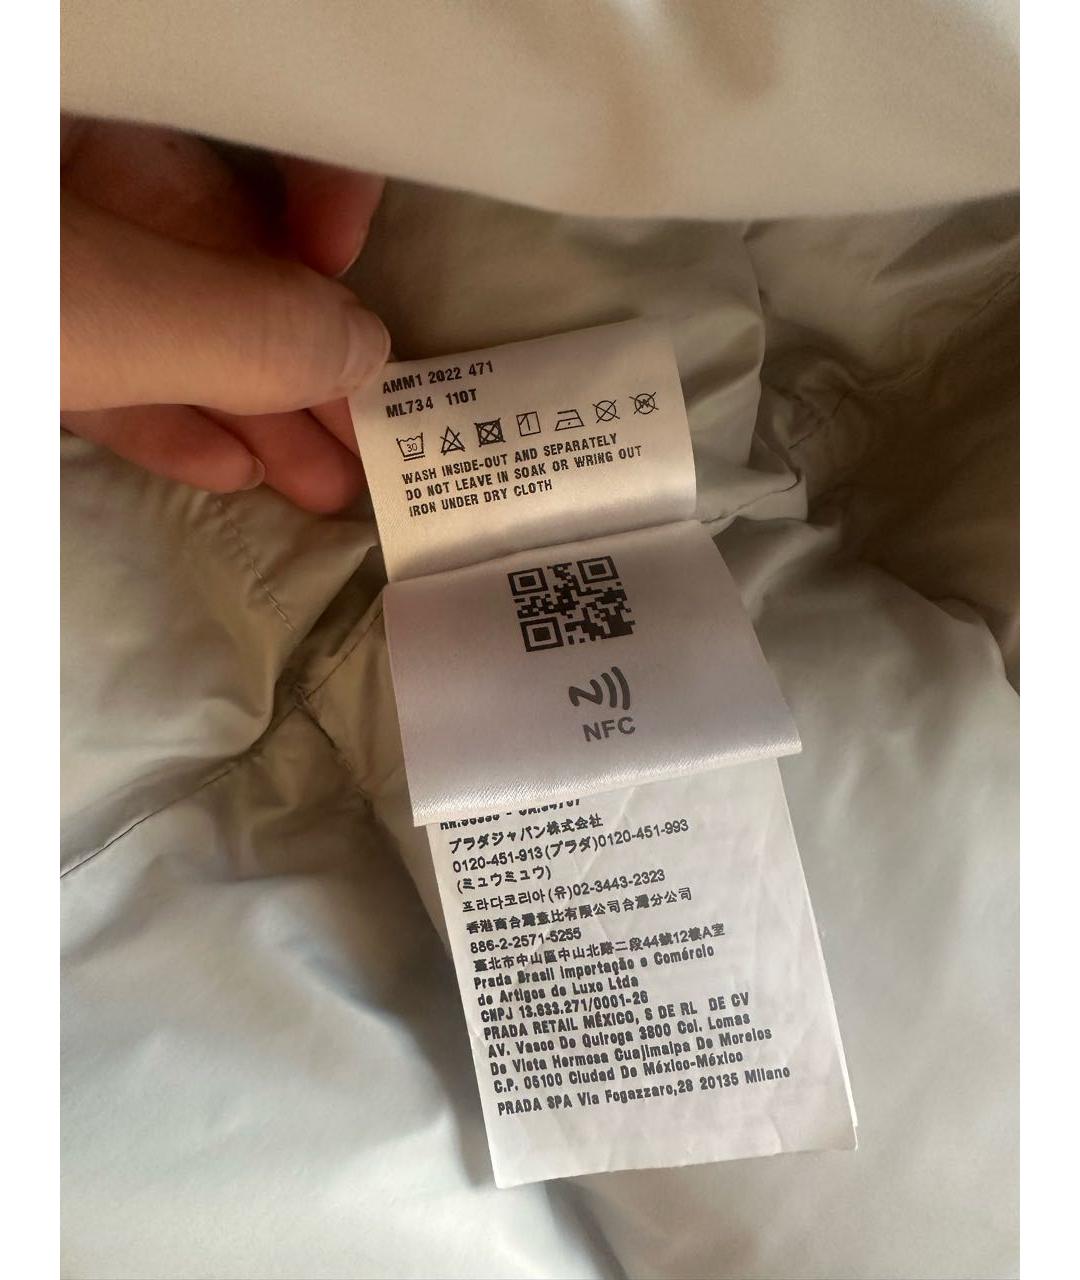 AMM1 2022 471
ML734 110T
30
WASH INSIDE-OUT AND SEPARATELY
DO NOT LEAVE IN SOAK OR WRING OUT
IRON UNDER DRY CLOTH
NFC
プラダジャパン株式会社
0120-451-913(プラダ)0120-451-993
(ミュウミュウ)
프라다코리아(유)02-3443-2323
香港商台灣意比有限公司台灣分公司
886-2-2571-5255
臺北市中山區中山北路二段44號12樓A室
Prada Brasil Importação e Comércio
de Artigos de Luxo Ltda
CNPJ 13.633.271/0001-26
PRADA RETAIL MÉXICO, S DE RL DE CV
AV. Vasco De Quiroga 3800 Col. Lomas
De Vista Hermosa Cuajimalpa De Morelos
C.P. 05100 Ciudad De México-México
PRADA SPA Via Fogazzaro,28 20135 Milano